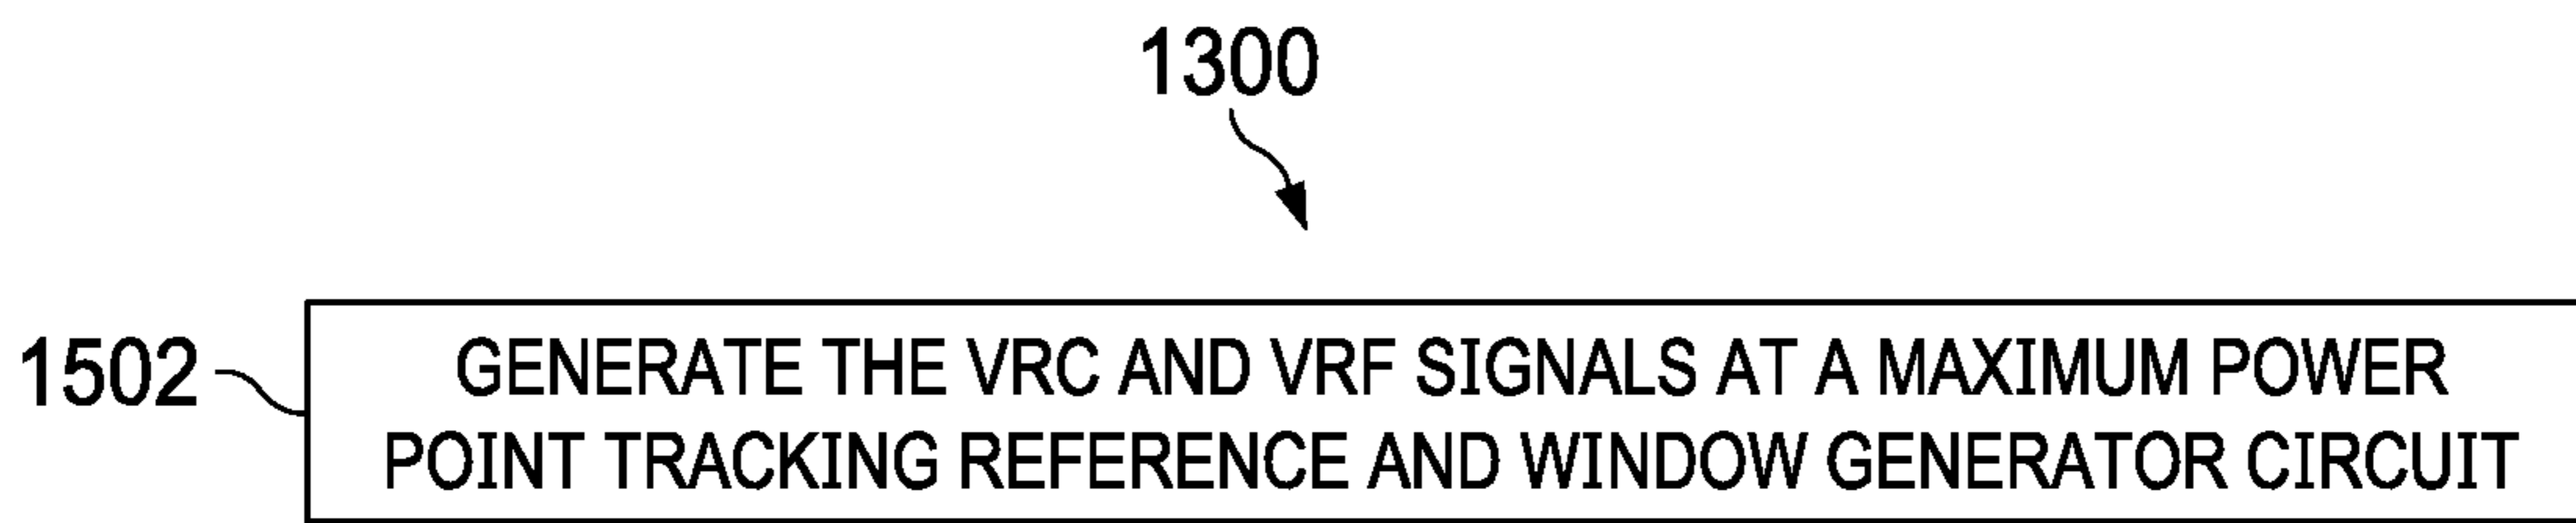 1300
1502
GENERATE THE VRC AND VRF SIGNALS AT A MAXIMUM POWER
POINT TRACKING REFERENCE AND WINDOW GENERATOR CIRCUIT